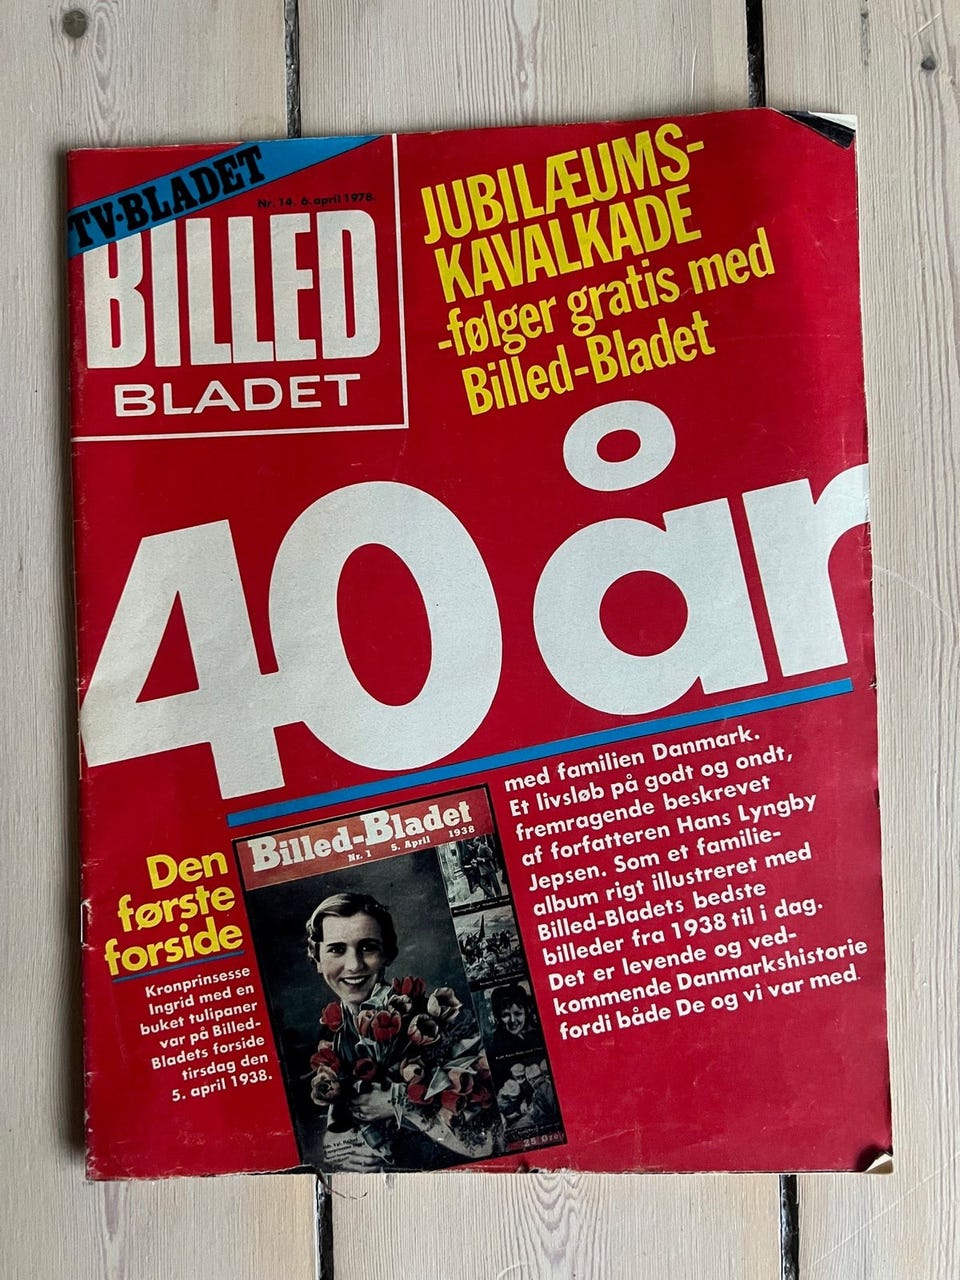 TV-BLADET
Nr. 14. 6. april 1978.
BILLED
BLADET
JUBILÆUMS-
KAVALKADE
-følger gratis med
Billed-Bladet
40 år
med familien Danmark.
Et livsløb på godt og ondt,
fremragende beskrevet
af forfatteren Hans Lyngby
Jepsen. Som et familie-
album rigt illustreret med
Billed-Bladets bedste
billeder fra 1938 til i dag.
Det er levende og ved-
kommende Danmarkshistorie
fordi både De og vi var med.
Den
første
forside
Kronprinsesse
Ingrid med en
buket tulipaner
var på Billed-
Bladets forside
tirsdag den
5. april 1938.
Billed-Bladet
Nr. 1 5. April 1938
25 Øre